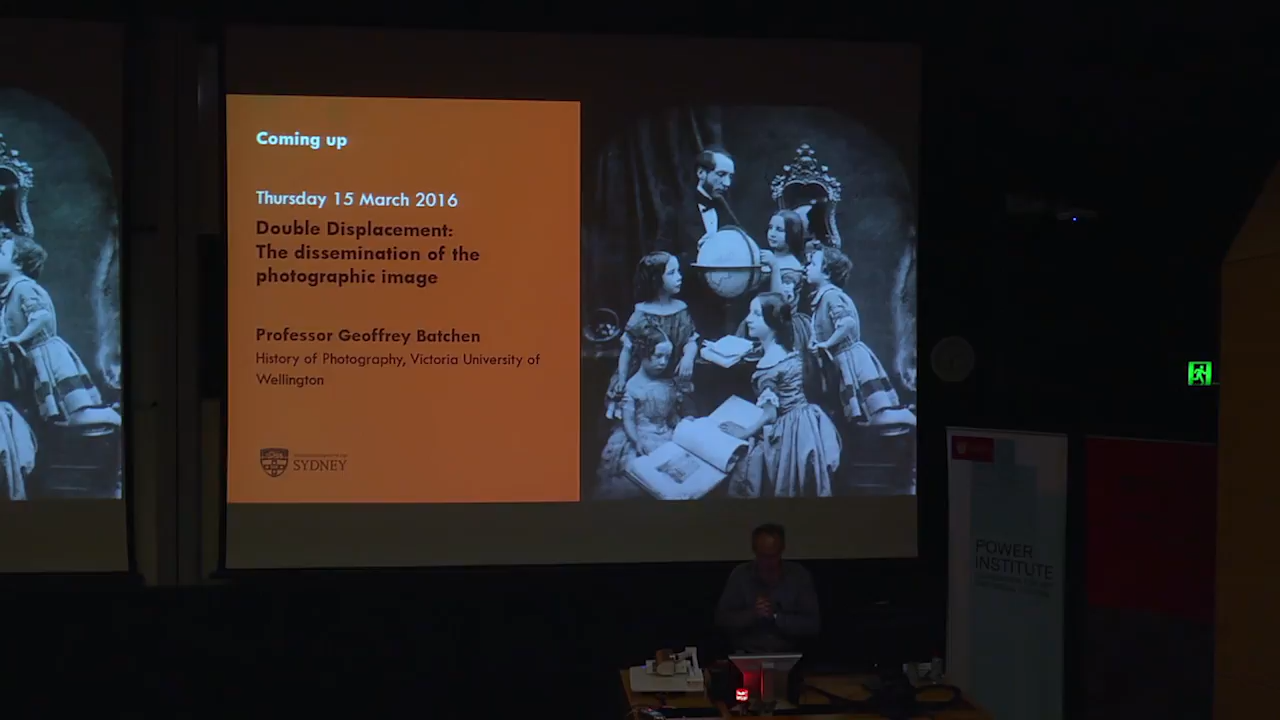 Coming up
Thursday 15 March 2016
Double Displacement:
The dissemination of the
photographic image
Professor Geoffrey Batchen
History of Photography, Victoria University of
Wellington
SYDNEY
POWER
INSTITUTE